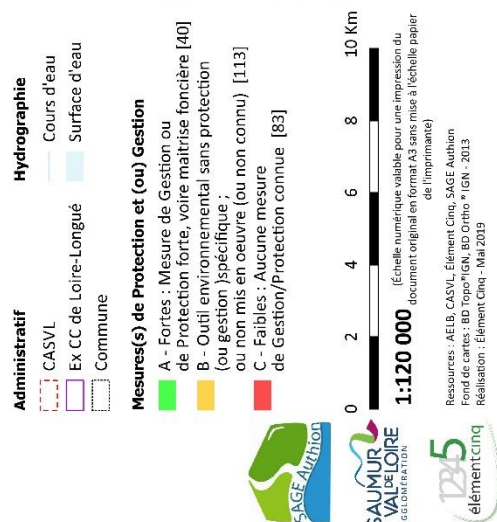 Administratif
CASVL
Ex CC de Loire-Longué
Commune
Hydrographie
Cours d'eau
Surface d'eau
Mesures(s) de Protection et (ou) Gestion
A - Fortes : Mesure de Gestion ou
de Protection forte, voire maitrise foncière [40]
B - Outil environnemental sans protection
(ou gestion )spécifique ;
ou non mis en oeuvre (ou non connu) [113]
C - Faibles : Aucune mesure
de Gestion/Protection connue [83]
0 2 4 6 8 10 Km
1:120 000
(Échelle numérique valable pour une impression du
document original en format A3 sans mise à l'échelle papier
de l'imprimante)
Ressources : AELB, CASVL, Élément Cinq, SAGE Authion
Fond de cartes : BD Topo®IGN, BD Ortho ® IGN - 2013
Réalisation : Élément Cinq - Mai 2019
SAGE Authion
SAUMUR
VAL DE LOIRE
AGGLOMÉRATION
12345
élémentcinq